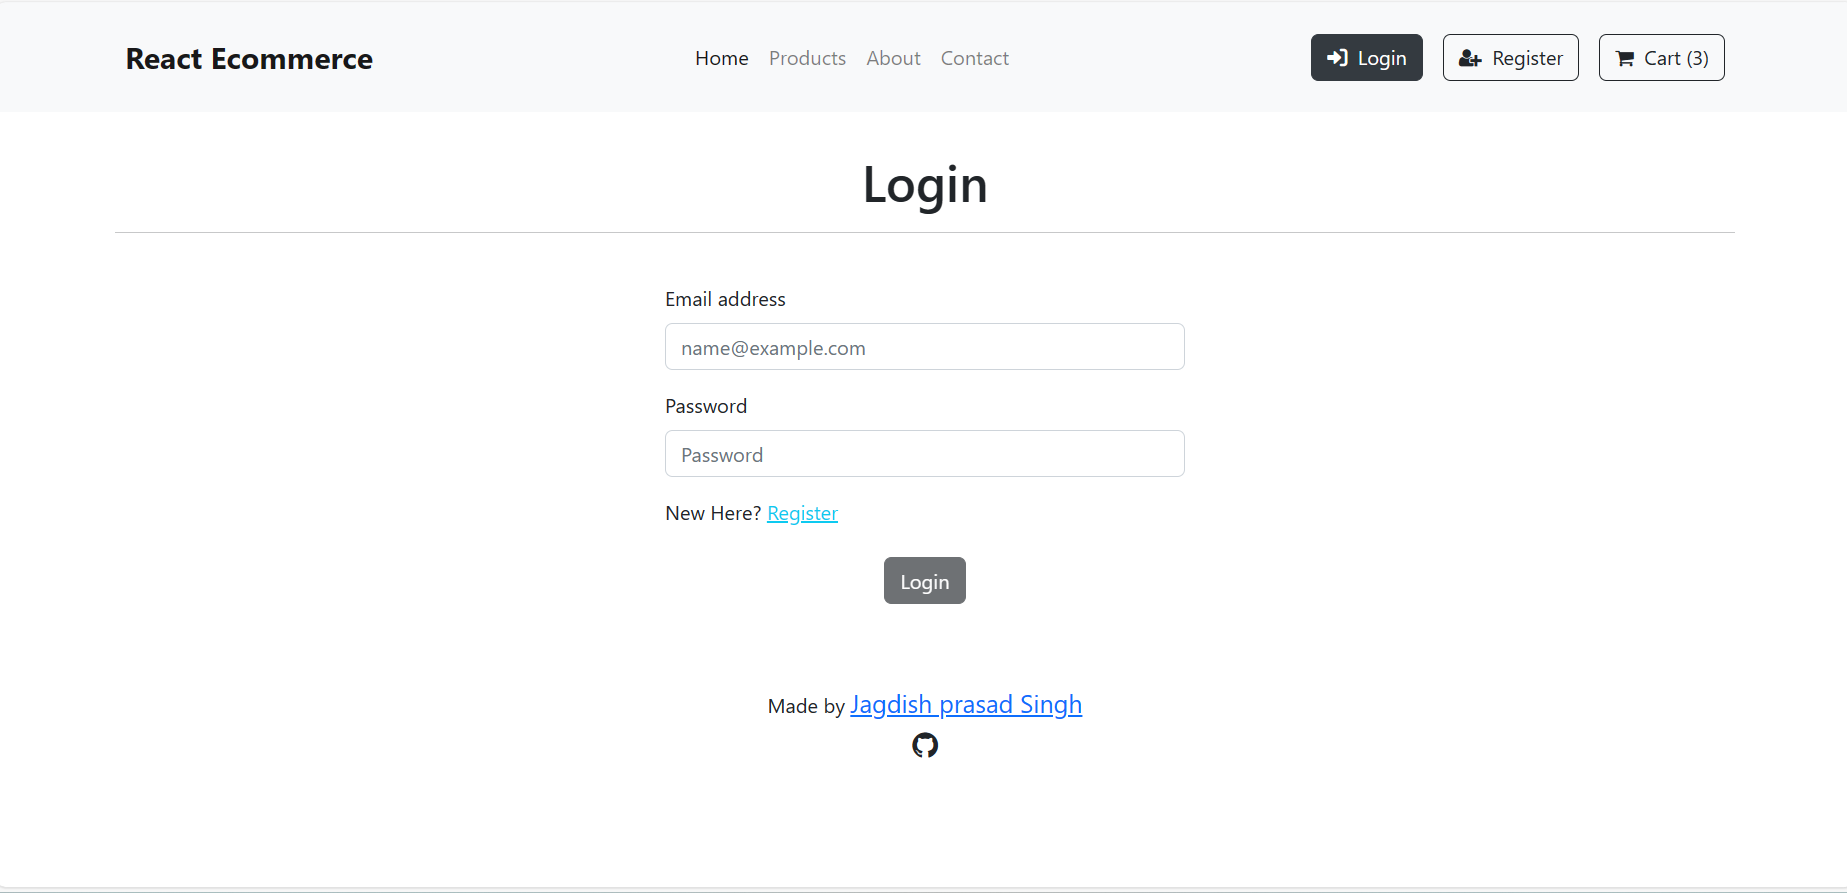 React Ecommerce Home Products About Contact Login Register Cart (3)
Login
Email address
name@example.com
Password
Password
New Here? Register
Login
Made by Jagdish prasad Singh